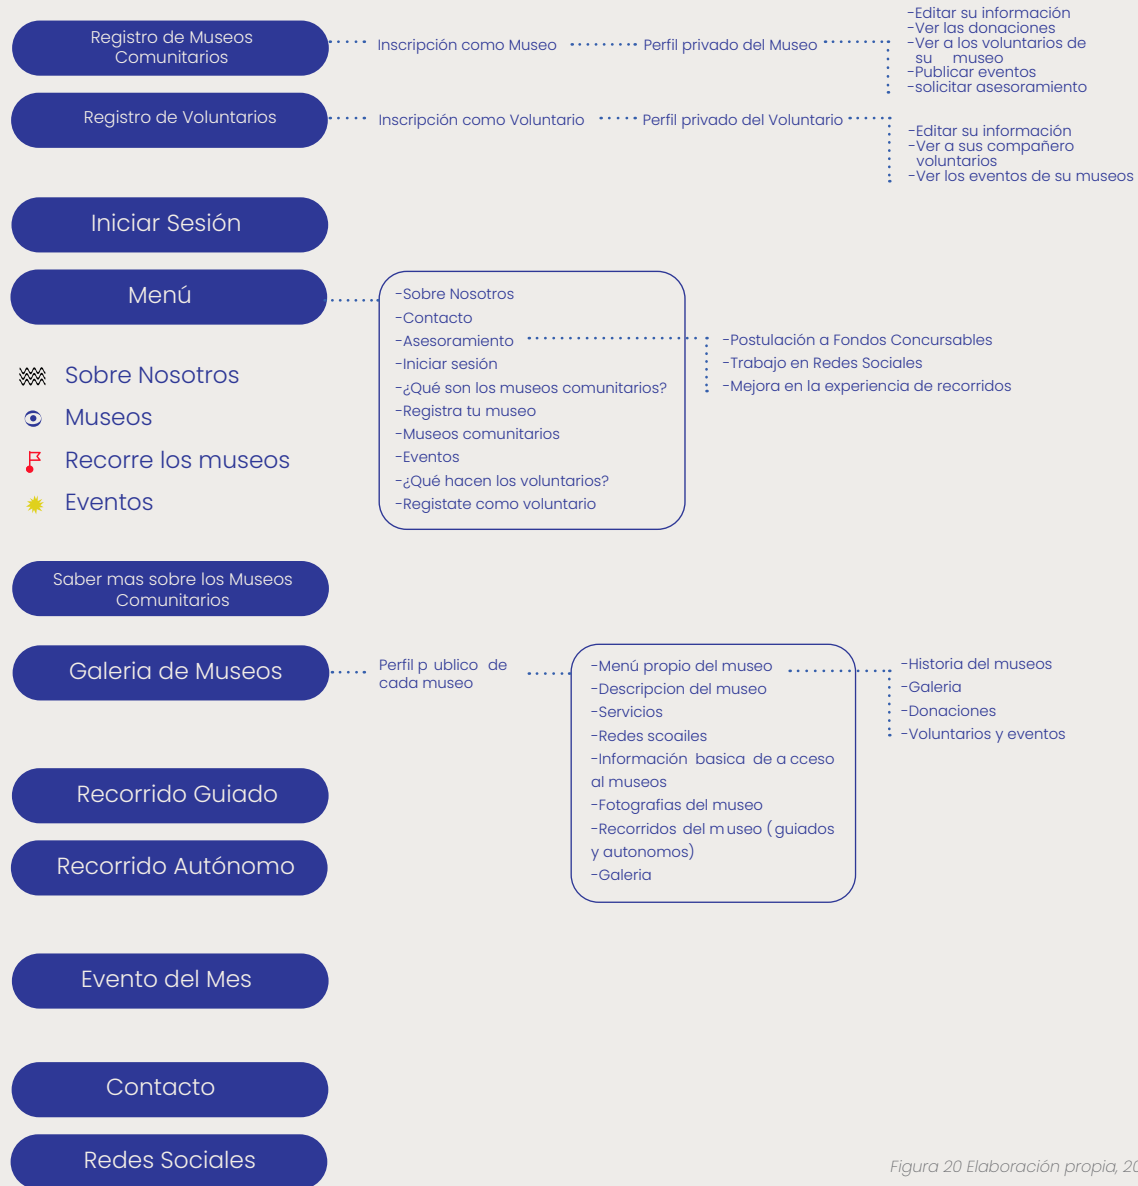 Registro de Museos
Comunitarios
Inscripción como Museo
Perfil privado del Museo
-Editar su información
-Ver las donaciones
-Ver a los voluntarios de
su museo
-Publicar eventos
-solicitar asesoramiento
Registro de Voluntarios
Inscripción como Voluntario
Perfil privado del Voluntario
-Editar su información
-Ver a sus compañero
voluntarios
-Ver los eventos de su museos
Iniciar Sesión
Menú
-Sobre Nosotros
-Contacto
-Asesoramiento
-Iniciar sesión
-¿Qué son los museos comunitarios?
-Registra tu museo
-Museos comunitarios
-Eventos
-¿Qué hacen los voluntarios?
-Registate como voluntario
-Postulación a Fondos Concursables
-Trabajo en Redes Sociales
-Mejora en la experiencia de recorridos
Sobre Nosotros
Museos
Recorre los museos
Eventos
Saber mas sobre los Museos
Comunitarios
Galeria de Museos
Perfil p ublico de
cada museo
-Menú propio del museo
-Descripcion del museo
-Servicios
-Redes scoailes
-Información basica de a cceso
al museos
-Fotografias del museo
-Recorridos del m useo ( guiados
y autonomos)
-Galeria
-Historia del museos
-Galeria
-Donaciones
-Voluntarios y eventos
Recorrido Guiado
Recorrido Autónomo
Evento del Mes
Contacto
Redes Sociales
Figura 20 Elaboración propia, 20